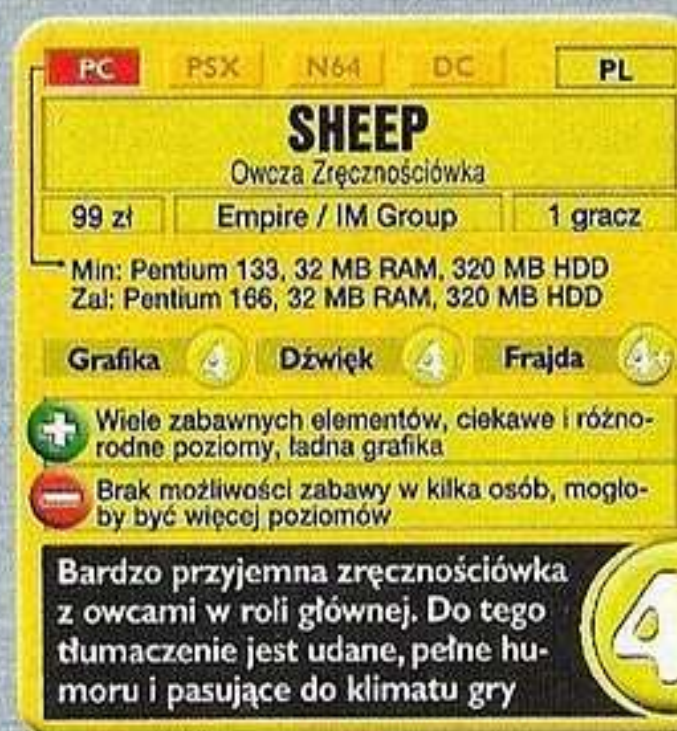 PC PSX N64 DC PL
SHEEP
Owcza Zręcznościówka
99 zł Empire / IM Group 1 gracz
Min: Pentium 133, 32 MB RAM, 320 MB HDD
Zal: Pentium 166, 32 MB RAM, 320 MB HDD
Grafika 4 Dźwięk 4 Frajda 4+
Wiele zabawnych elementów, ciekawe i różno-
rodne poziomy, ładna grafika
Brak możliwości zabawy w kilka osób, mogło-
by być więcej poziomów
Bardzo przyjemna zręcznościówka
z owcami w roli głównej. Do tego
tłumaczenie jest udane, pełne hu-
moru i pasujące do klimatu gry
4